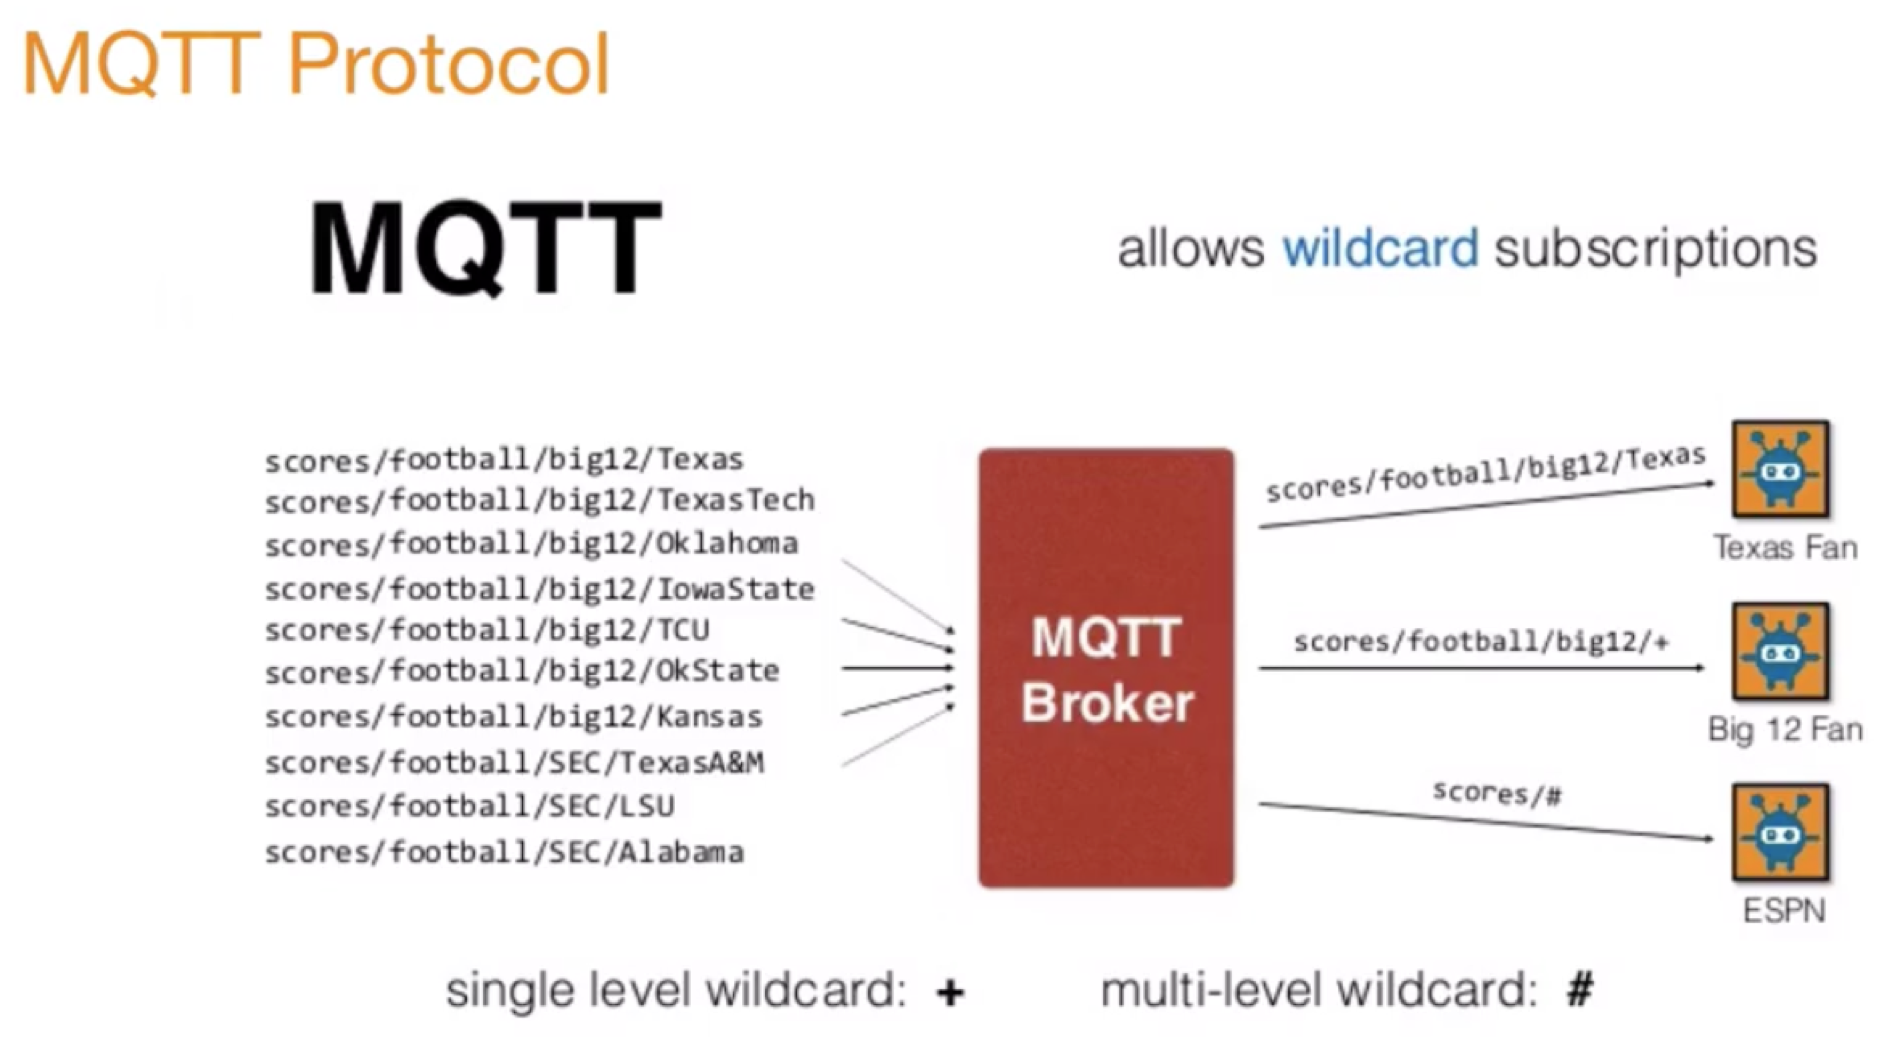 MQTT Protocol
MQTT
allows wildcard subscriptions
scores/football/big12/Texas
scores/football/big12/TexasTech
scores/football/big12/Oklahoma
scores/football/big12/IowaState
scores/football/big12/TCU
scores/football/big12/OkState
scores/football/big12/Kansas
scores/football/SEC/TexasA&M
scores/football/SEC/LSU
scores/football/SEC/Alabama
MQTT
Broker
scores/football/big12/Texas
Texas Fan
scores/football/big12/+
Big 12 Fan
scores/#
ESPN
single level wildcard: +
multi-level wildcard: #